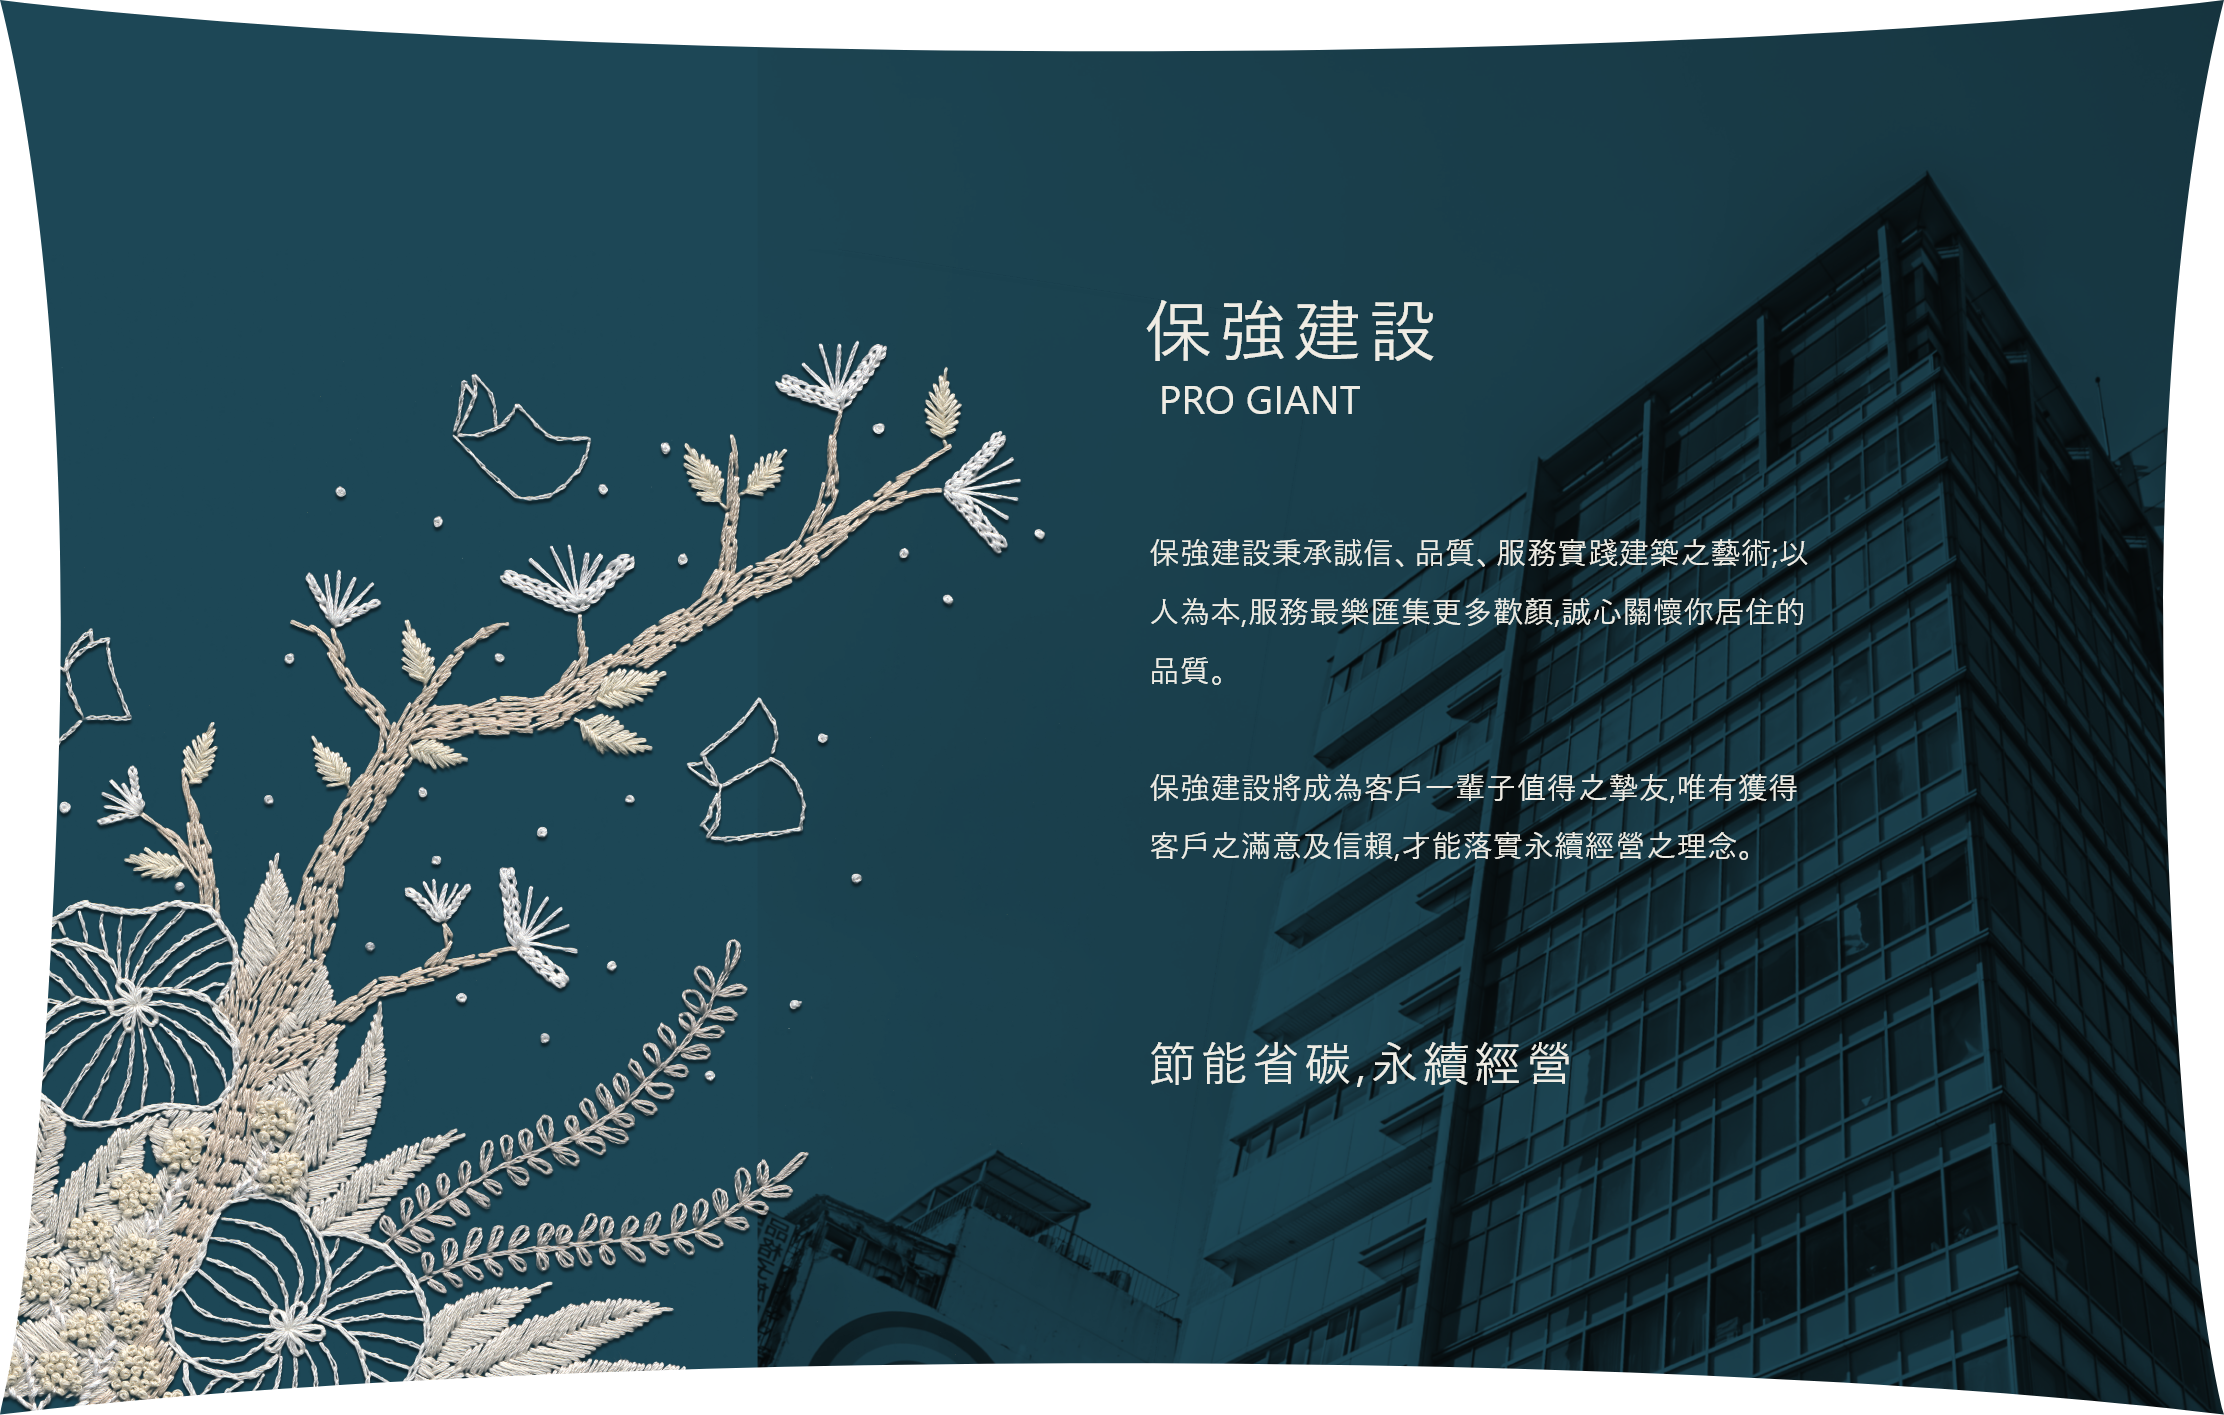 保強建設
PRO GIANT
保強建設秉承誠信、品質、服務實踐建築之藝術;以
人為本,服務最樂匯集更多歡顏,誠心關懷你居住的
品質。
保強建設將成為客戶一輩子值得之摯友,唯有獲得
客戶之滿意及信賴,才能落實永續經營之理念。
節能省碳,永續經營